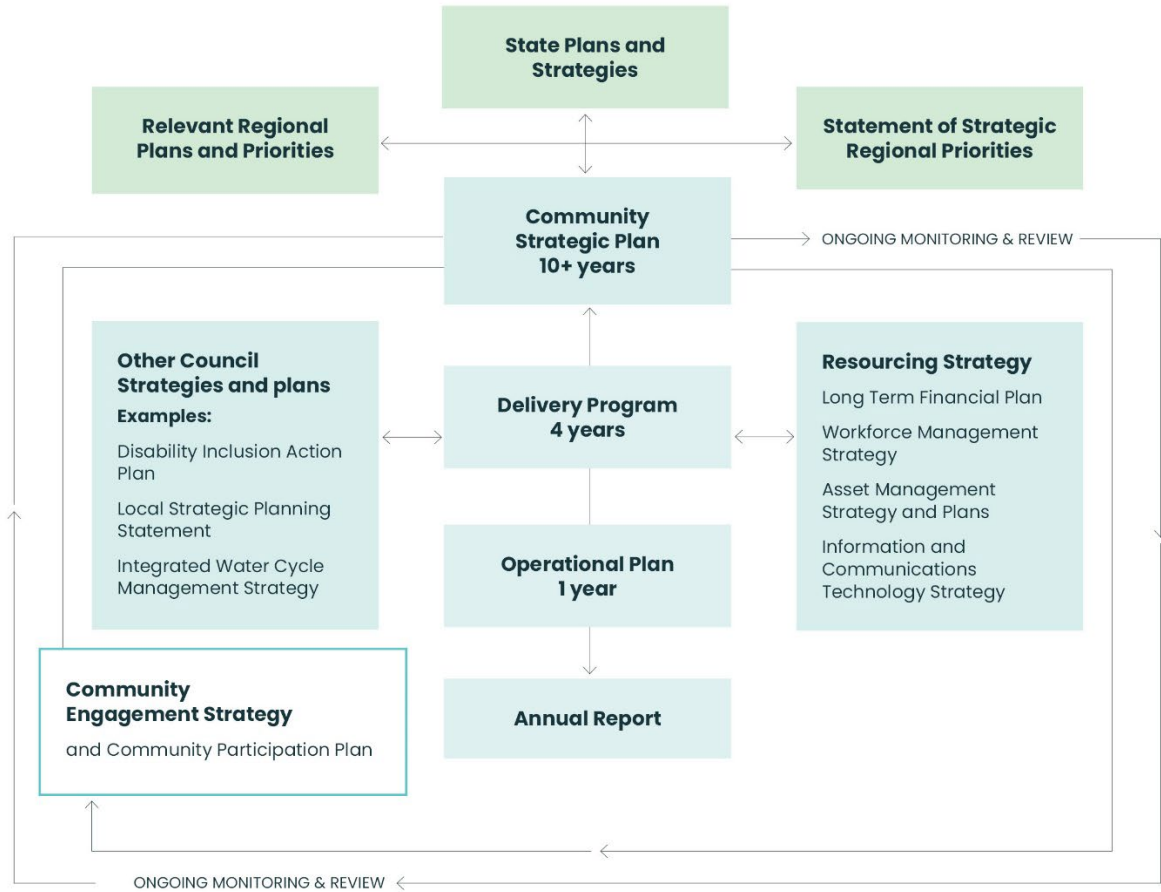 State Plans and
Strategies
Relevant Regional
Plans and Priorities
Statement of Strategic
Regional Priorities
Community
Strategic Plan
10+ years
ONGOING MONITORING & REVIEW
Other Council
Strategies and plans
Examples:
Disability Inclusion Action
Plan
Local Strategic Planning
Statement
Integrated Water Cycle
Management Strategy
Delivery Program
4 years
Resourcing Strategy
Long Term Financial Plan
Workforce Management
Strategy
Asset Management
Strategy and Plans
Information and
Communications
Technology Strategy
Operational Plan
1 year
Community
Engagement Strategy
and Community Participation Plan
Annual Report
ONGOING MONITORING & REVIEW